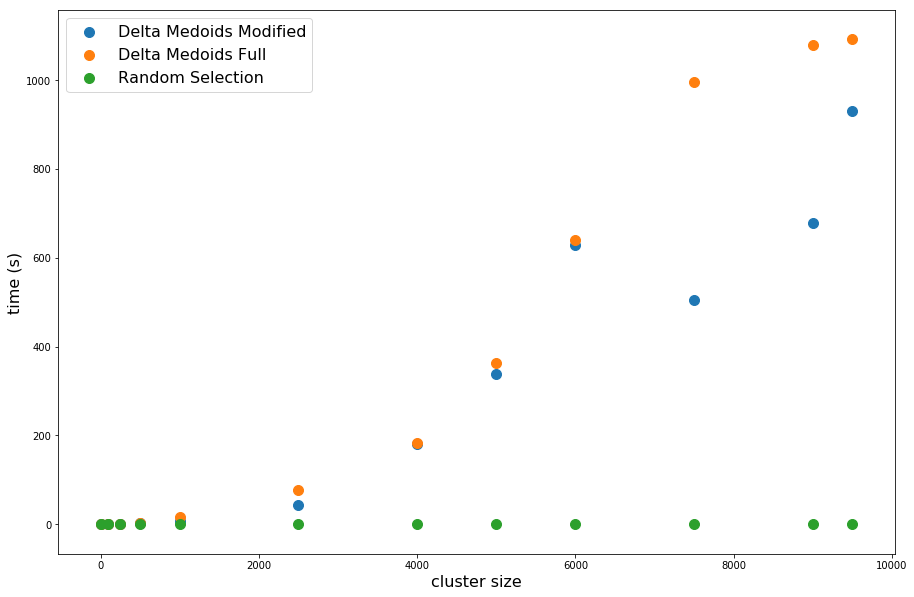 Delta Medoids Modified
Delta Medoids Full
Random Selection
1000
800
600
400
200
0
time (s)
0 2000 4000 6000 8000 10000
cluster size